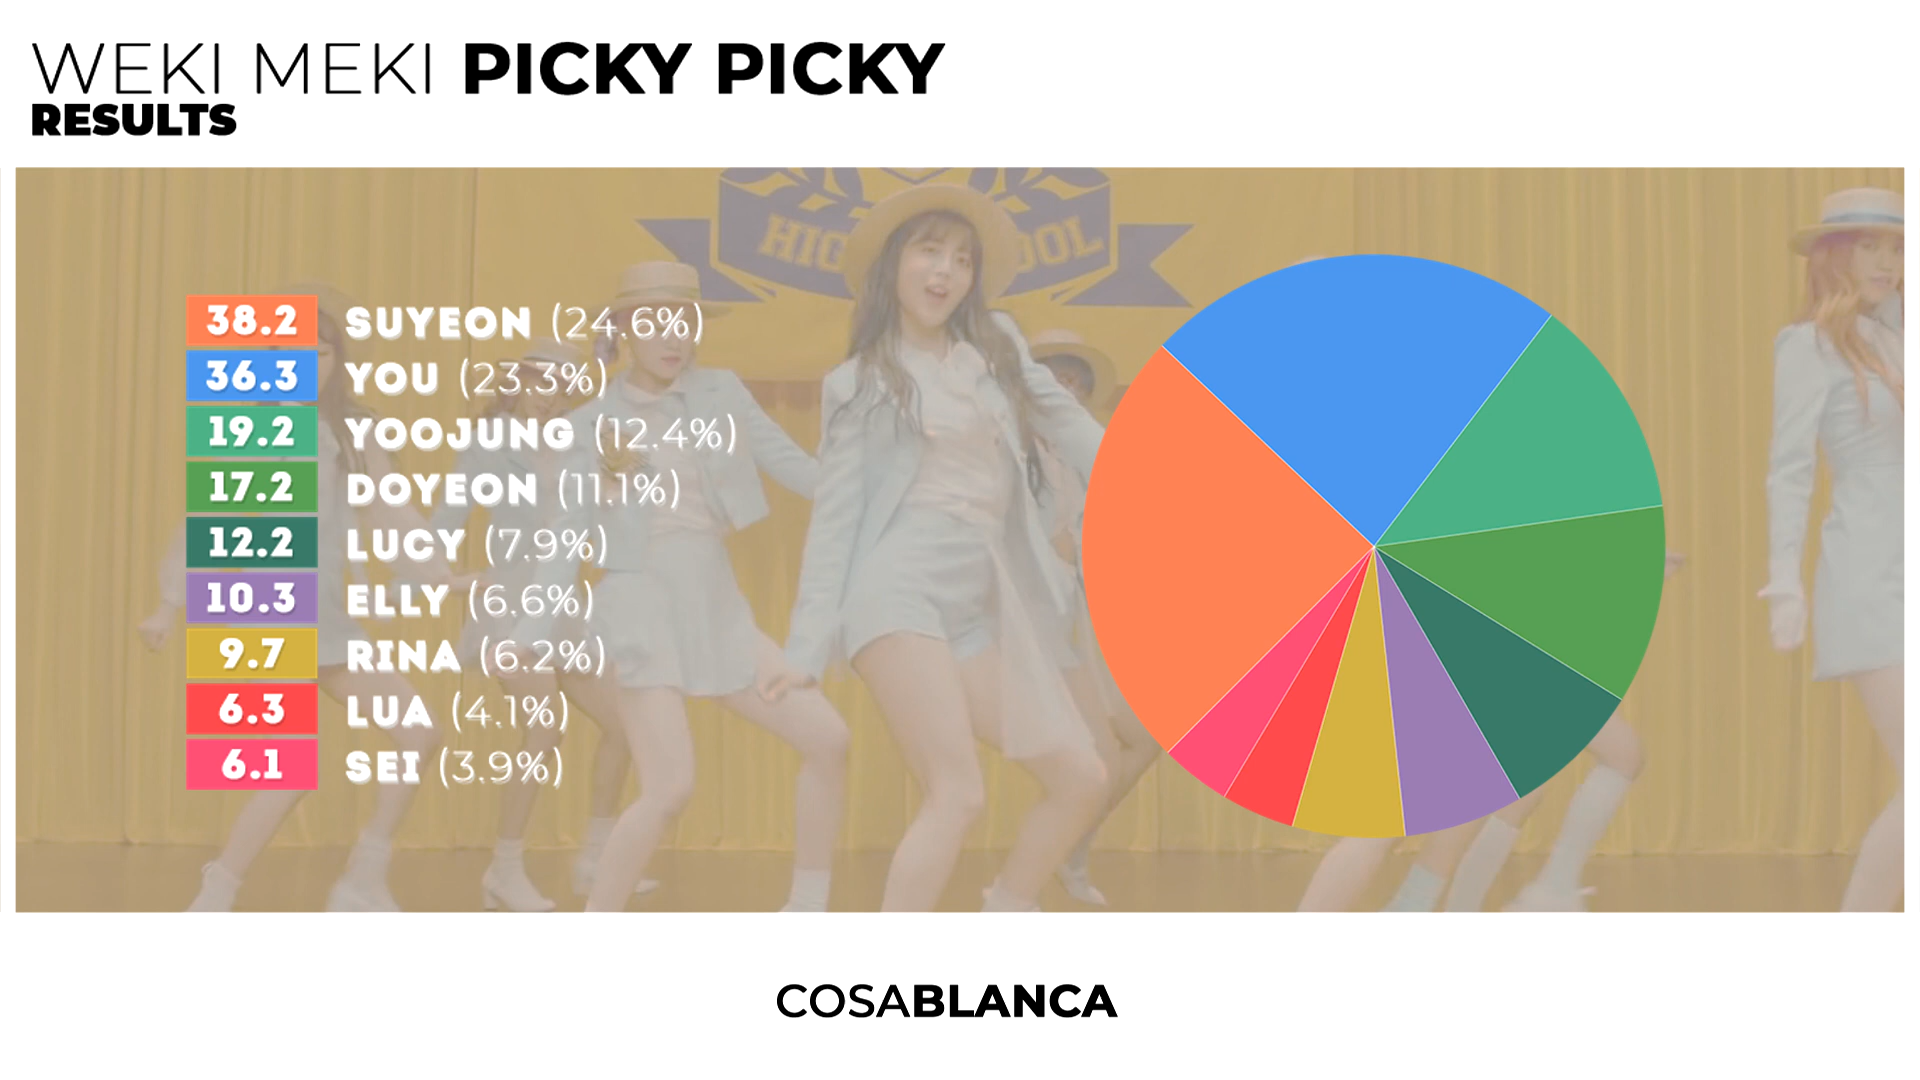 WEKI MEKI PICKY PICKY
RESULTS
38.2 SUYEON (24.6%)
36.3 YOU (23.3%)
19.2 YOOJUNG (12.4%)
17.2 DOYEON (11.1%)
12.2 LUCY (7.9%)
10.3 ELLY (6.6%)
9.7 RINA (6.2%)
6.3 LUA (4.1%)
6.1 SEI (3.9%)
COSABLANCA